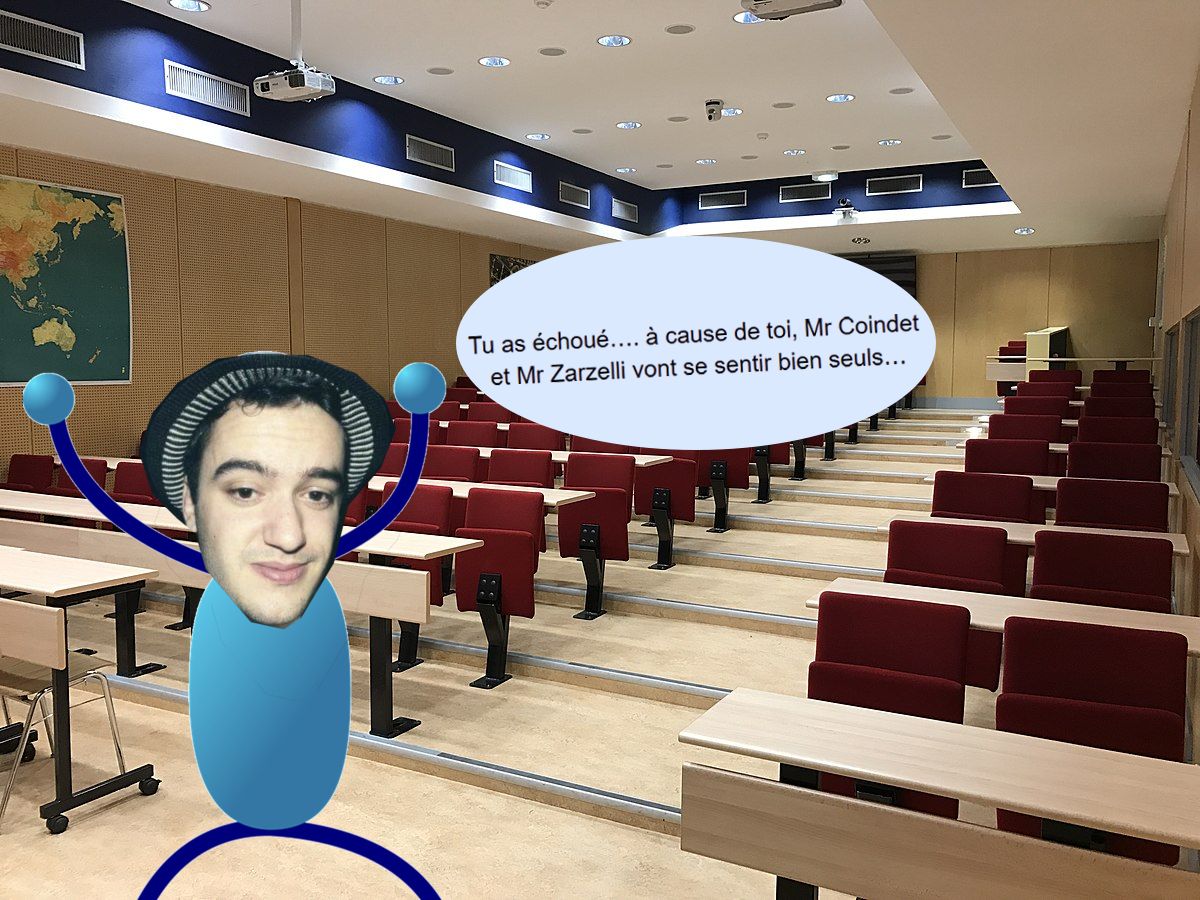 Tu as échoué.... à cause de toi, Mr Coindet
et Mr Zarzelli vont se sentir bien seuls...